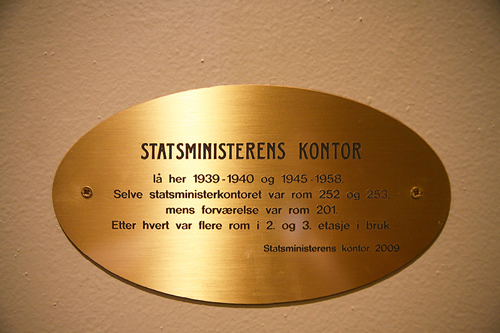 STATSMINISTERENS KONTOR
lå her 1939-1940 og 1945-1958.
Selve statsministerkontoret var rom 252 og 253,
mens forværelse var rom 201.
Etter hvert var flere rom i 2. og 3. etasje i bruk.
Statsministerens kontor 2009